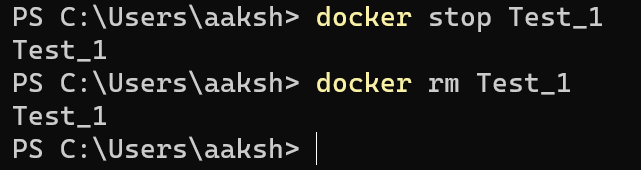 PS C:\Users\aaksh> docker stop Test_1
Test_1
PS C:\Users\aaksh> docker rm Test_1
Test_1
PS C:\Users\aaksh>